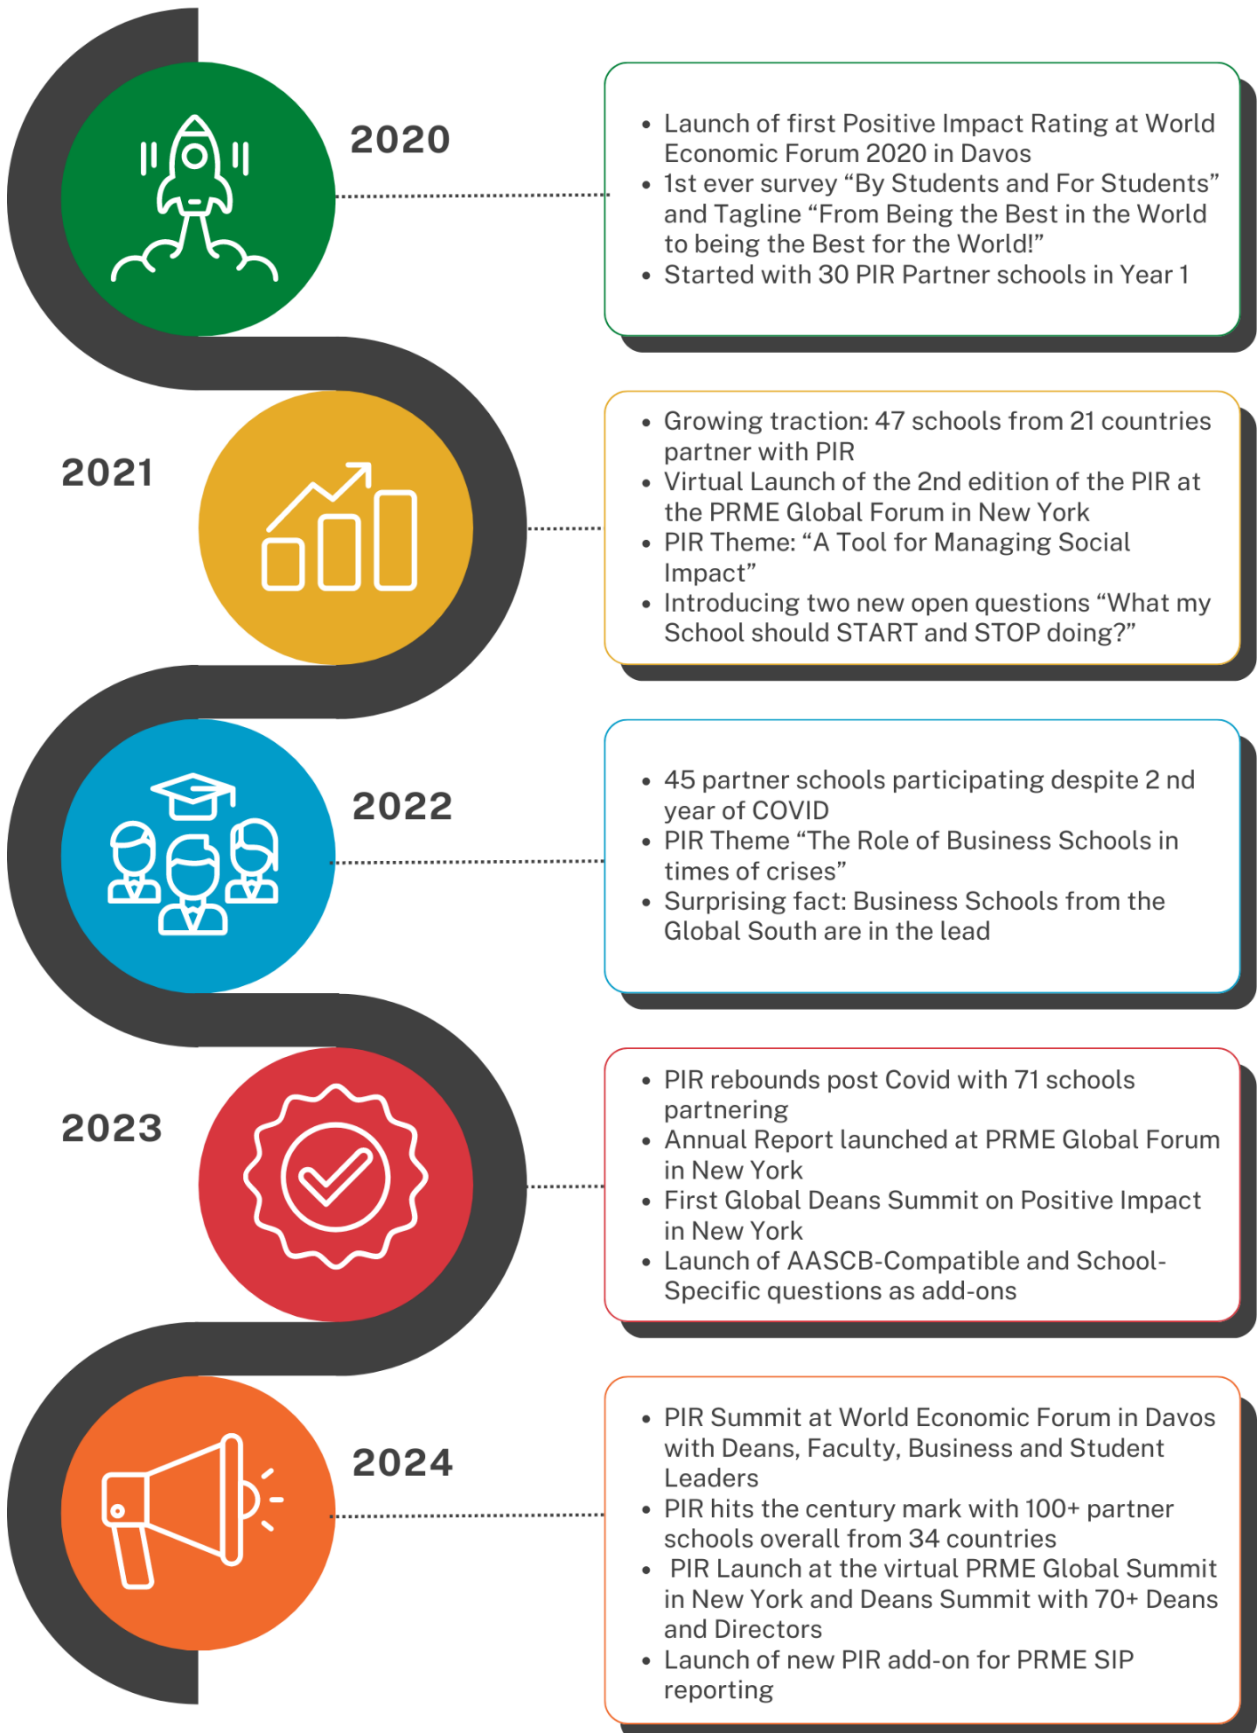 2020
• Launch of first Positive Impact Rating at World
Economic Forum 2020 in Davos
• 1st ever survey “By Students and For Students”
and Tagline “From Being the Best in the World
to being the Best for the World!”
• Started with 30 PIR Partner schools in Year 1
2021
• Growing traction: 47 schools from 21 countries
partner with PIR
• Virtual Launch of the 2nd edition of the PIR at
the PRME Global Forum in New York
• PIR Theme: “A Tool for Managing Social
Impact”
• Introducing two new open questions “What my
School should START and STOP doing?”
2022
• 45 partner schools participating despite 2 nd
year of COVID
• PIR Theme “The Role of Business Schools in
times of crises”
• Surprising fact: Business Schools from the
Global South are in the lead
2023
• PIR rebounds post Covid with 71 schools
partnering
• Annual Report launched at PRME Global Forum
in New York
• First Global Deans Summit on Positive Impact
in New York
• Launch of AASCB-Compatible and School-
Specific questions as add-ons
2024
• PIR Summit at World Economic Forum in Davos
with Deans, Faculty, Business and Student
Leaders
• PIR hits the century mark with 100+ partner
schools overall from 34 countries
• PIR Launch at the virtual PRME Global Summit
in New York and Deans Summit with 70+ Deans
and Directors
• Launch of new PIR add-on for PRME SIP
reporting